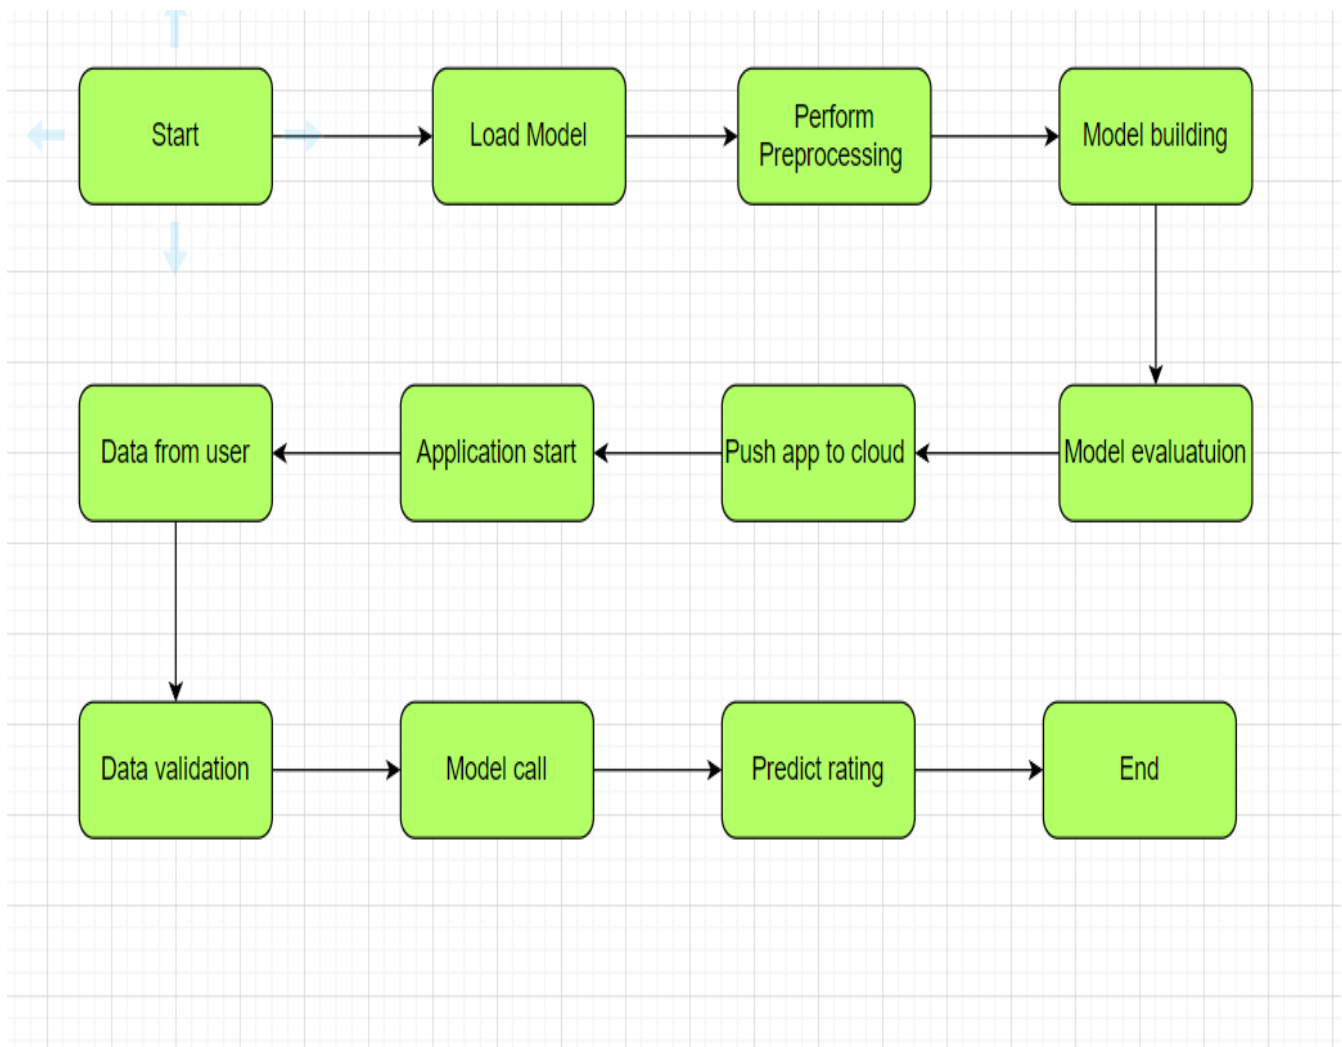 Start
Load Model
Perform
Preprocessing
Model building
Model evaluatuion
Push app to cloud
Application start
Data from user
Data validation
Model call
Predict rating
End